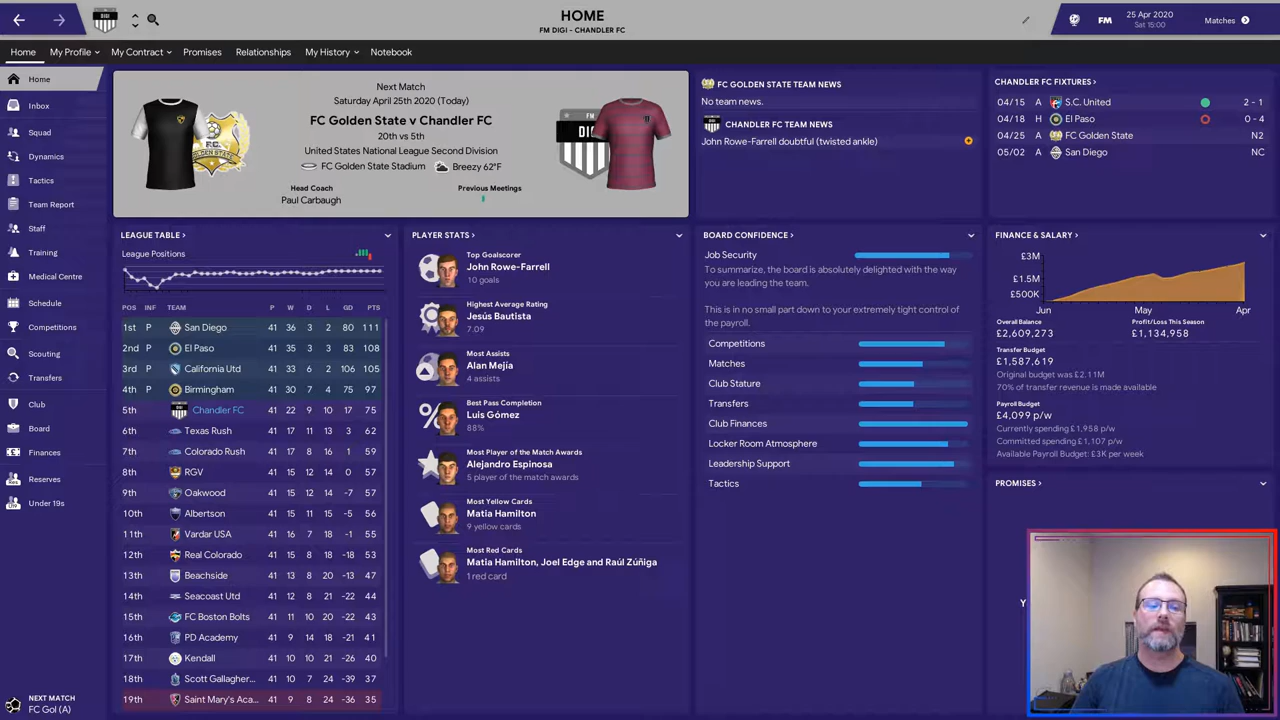 HOME
FM DIGI - CHANDLER FC
25 Apr 2020
Sat 15:00
FM
Matches
Home
My Profile
My Contract
Promises
Relationships
My History
Notebook
Home
Inbox
Squad
Dynamics
Tactics
Team Report
Staff
Training
Medical Centre
Schedule
Competitions
Scouting
Transfers
Club
Board
Finances
Reserves
Under 19s
NEXT MATCH
FC Gol (A)
Next Match
Saturday April 25th 2020 (Today)
FC Golden State v Chandler FC
20th vs 5th
United States National League Second Division
FC Golden State Stadium
Breezy 62°F
Head Coach
Paul Carbaugh
Previous Meetings
FC GOLDEN STATE TEAM NEWS
No team news.
CHANDLER FC TEAM NEWS
John Rowe-Farrell doubtful (twisted ankle)
CHANDLER FC FIXTURES >
04/15 A S.C. United 2 - 1
04/18 H El Paso 0 - 4
04/25 A FC Golden State N2
05/02 A San Diego NC
LEAGUE TABLE >
League Positions
POS INF TEAM P W D L GD PTS
1st P San Diego 41 36 3 2 80 111
2nd P El Paso 41 35 3 3 83 108
3rd P California Utd 41 33 6 2 106 105
4th P Birmingham 41 30 7 4 75 97
5th Chandler FC 41 22 9 10 17 75
6th Texas Rush 41 17 11 13 3 62
7th Colorado Rush 41 17 8 16 1 59
8th RGV 41 15 12 14 0 57
9th Oakwood 41 15 12 14 -7 57
10th Albertson 41 15 11 15 -5 56
11th Vardar USA 41 16 7 18 -1 55
12th Real Colorado 41 15 8 18 -18 53
13th Beachside 41 13 8 20 -13 47
14th Seacoast Utd 41 12 8 21 -22 44
15th FC Boston Bolts 41 11 10 20 -22 43
16th PD Academy 41 9 14 18 -21 41
17th Kendall 41 10 10 21 -26 40
18th Scott Gallagher... 41 9 10 24 -39 37
19th Saint Mary's Aca... 41 9 8 24 -36 35
PLAYER STATS >
Top Goalscorer
John Rowe-Farrell
10 goals
Highest Average Rating
Jesús Bautista
7.09
Most Assists
Alan Mejía
4 assists
Best Pass Completion
Luis Gómez
88%
Most Player of the Match Awards
Alejandro Espinosa
5 player of the match awards
Most Yellow Cards
Matia Hamilton
9 yellow cards
Most Red Cards
Matia Hamilton, Joel Edge and Raúl Zúñiga
1 red card
BOARD CONFIDENCE >
Job Security
To summarize, the board is absolutely delighted with the way
you are leading the team.
This is in no small part down to your extremely tight control of
the payroll.
Competitions
Matches
Club Stature
Transfers
Club Finances
Locker Room Atmosphere
Leadership Support
Tactics
FINANCE & SALARY >
£3M
£1.5M
£500K
Jun May Apr
Overall Balance
£2,609,273
Profit/Loss This Season
£1,134,958
Transfer Budget
£1,587,619
Original budget was £2.11M
70% of transfer revenue is made available
Payroll Budget
£4,099 p/w
Currently spending £1,958 p/w
Committed spending £1,107 p/w
Available Payroll Budget: £3K per week
PROMISES >